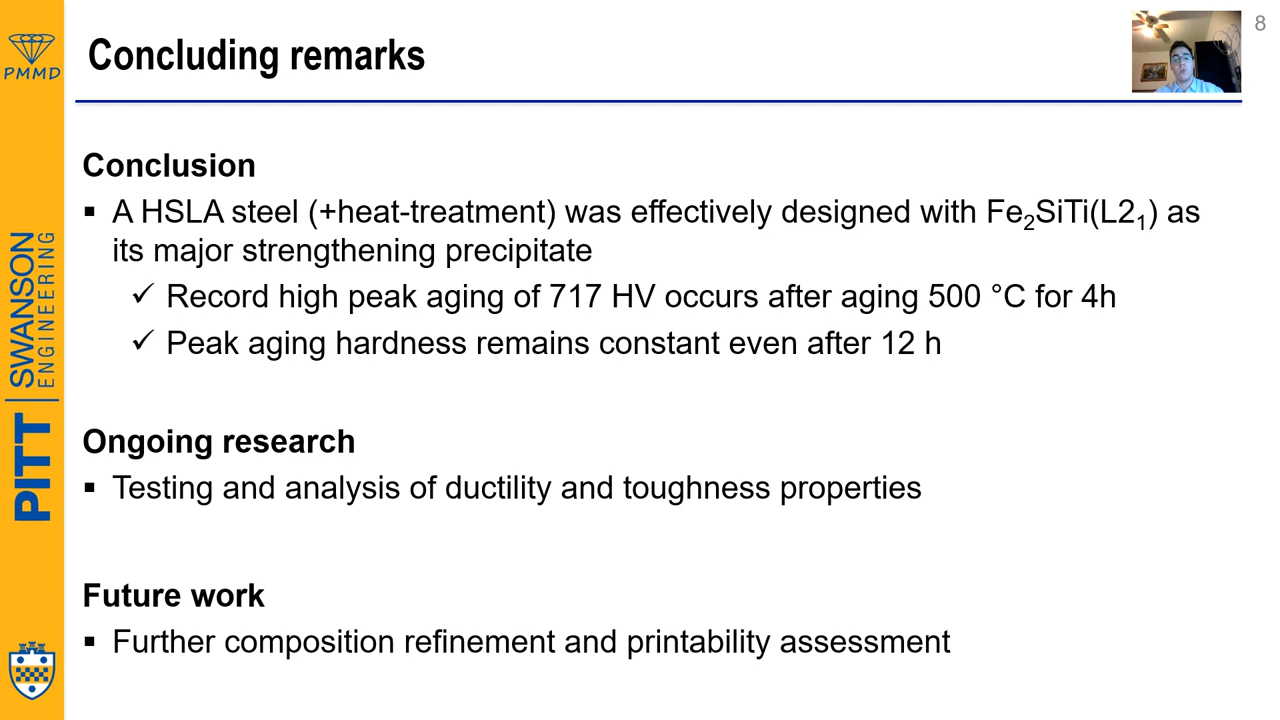 PMMD
Concluding remarks
8
Conclusion
▪ A HSLA steel (+heat-treatment) was effectively designed with Fe₂SiTi(L2₁) as
its major strengthening precipitate
✓ Record high peak aging of 717 HV occurs after aging 500 °C for 4h
✓ Peak aging hardness remains constant even after 12 h
Ongoing research
▪ Testing and analysis of ductility and toughness properties
Future work
▪ Further composition refinement and printability assessment
PITT
SWANSON
ENGINEERING